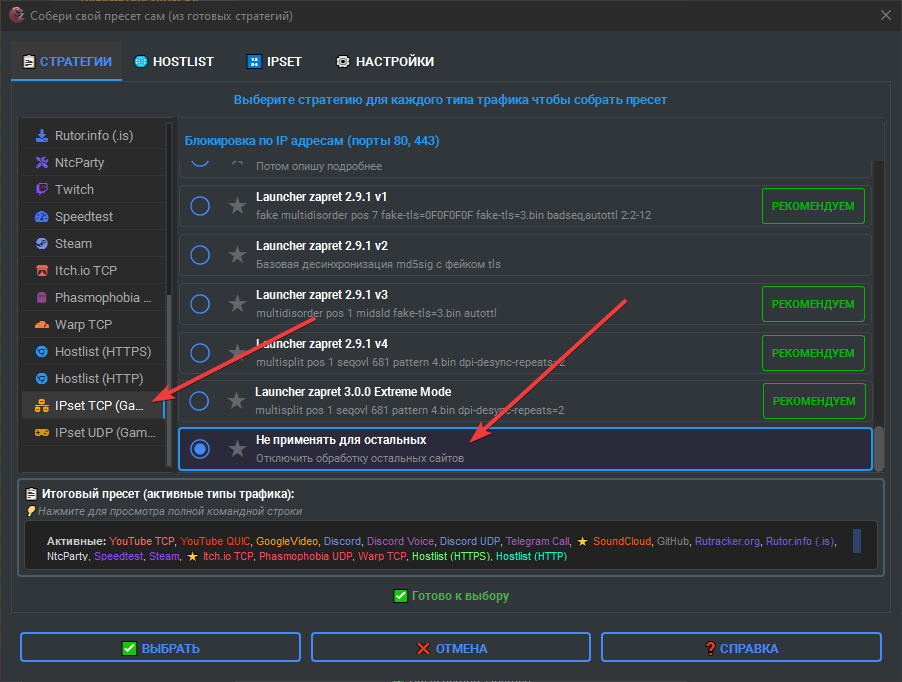 Собери свой пресет сам (из готовых стратегий)
СТРАТЕГИИ HOSTLIST IPSET НАСТРОЙКИ
Выберите стратегию для каждого типа трафика чтобы собрать пресет
Rutor.info (.is)
NtcParty
Twitch
Speedtest
Steam
Itch.io TCP
Phasmophobia ...
Warp TCP
Hostlist (HTTPS)
Hostlist (HTTP)
IPset TCP (Ga...
IPset UDP (Gam...
Блокировка по IP адресам (порты 80, 443)
Потом опишу подробнее
Launcher zapret 2.9.1 v1
fake multidisorder pos 7 fake-tls=0F0F0F0F fake-tls=3.bin badseq,autottl 2:2-12
РЕКОМЕНДУЕМ
Launcher zapret 2.9.1 v2
Базовая десинхронизация md5sig с фейком tls
Launcher zapret 2.9.1 v3
multidisorder pos 1 midsld fake-tls=3.bin autottl
РЕКОМЕНДУЕМ
Launcher zapret 2.9.1 v4
multisplit pos 1 seqovl 681 pattern 4.bin dpi-desync-repeats=2
РЕКОМЕНДУЕМ
Launcher zapret 3.0.0 Extreme Mode
multisplit pos 1 seqovl 681 pattern 4.bin dpi-desync-repeats=2
РЕКОМЕНДУЕМ
Не применять для остальных
Отключить обработку остальных сайтов
Итоговый пресет (активные типы трафика):
Нажмите для просмотра полной командной строки
Активные: YouTube TCP, YouTube QUIC, GoogleVideo, Discord, Discord Voice, Discord UDP, Telegram Call, ★ SoundCloud, GitHub, Rutracker.org, Rutor.info (.is),
NtcParty, Speedtest, Steam, ★ Itch.io TCP, Phasmophobia UDP, Warp TCP, Hostlist (HTTPS), Hostlist (HTTP)
Готово к выбору
ВЫБРАТЬ ОТМЕНА СПРАВКА